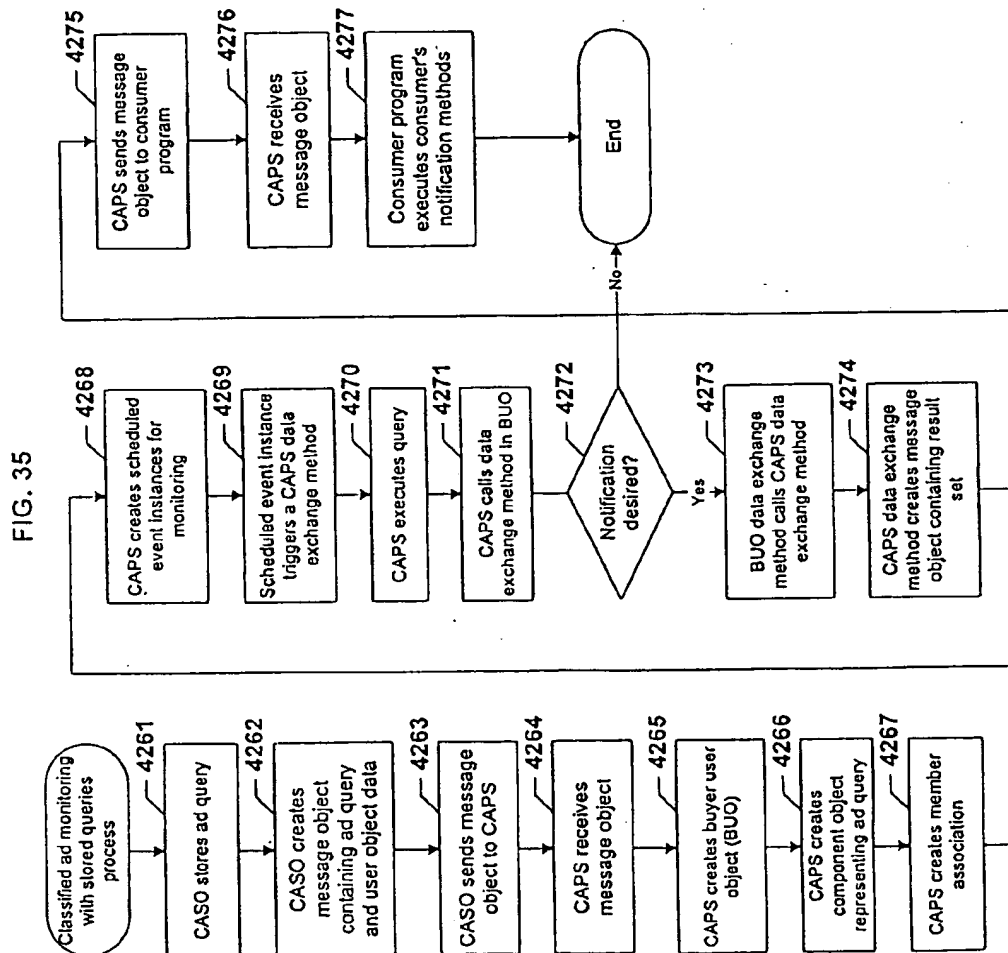 FIG. 35
Classified ad monitoring
with stored queries
process
4261
CASO stores ad query
4262
CASO creates
message object
containing ad query
and user object data
4263
CASO sends message
object to CAPS
4264
CAPS receives
message object
4265
CAPS creates buyer user
object (BUO)
4266
CAPS creates
component object
representing ad query
4267
CAPS creates member
association
4268
CAPS creates scheduled
event instances for
monitoring
4269
Scheduled event instance
triggers a CAPS data
exchange method
4270
CAPS executes query
4271
CAPS calls data
exchange method in BUO
4272
Notification
desired?
No
Yes
4273
BUO data exchange
method calls CAPS data
exchange method
4274
CAPS data exchange
method creates message
object containing result
set
4275
CAPS sends message
object to consumer
program
4276
CAPS receives
message object
4277
Consumer program
executes consumer's
notification methods
End